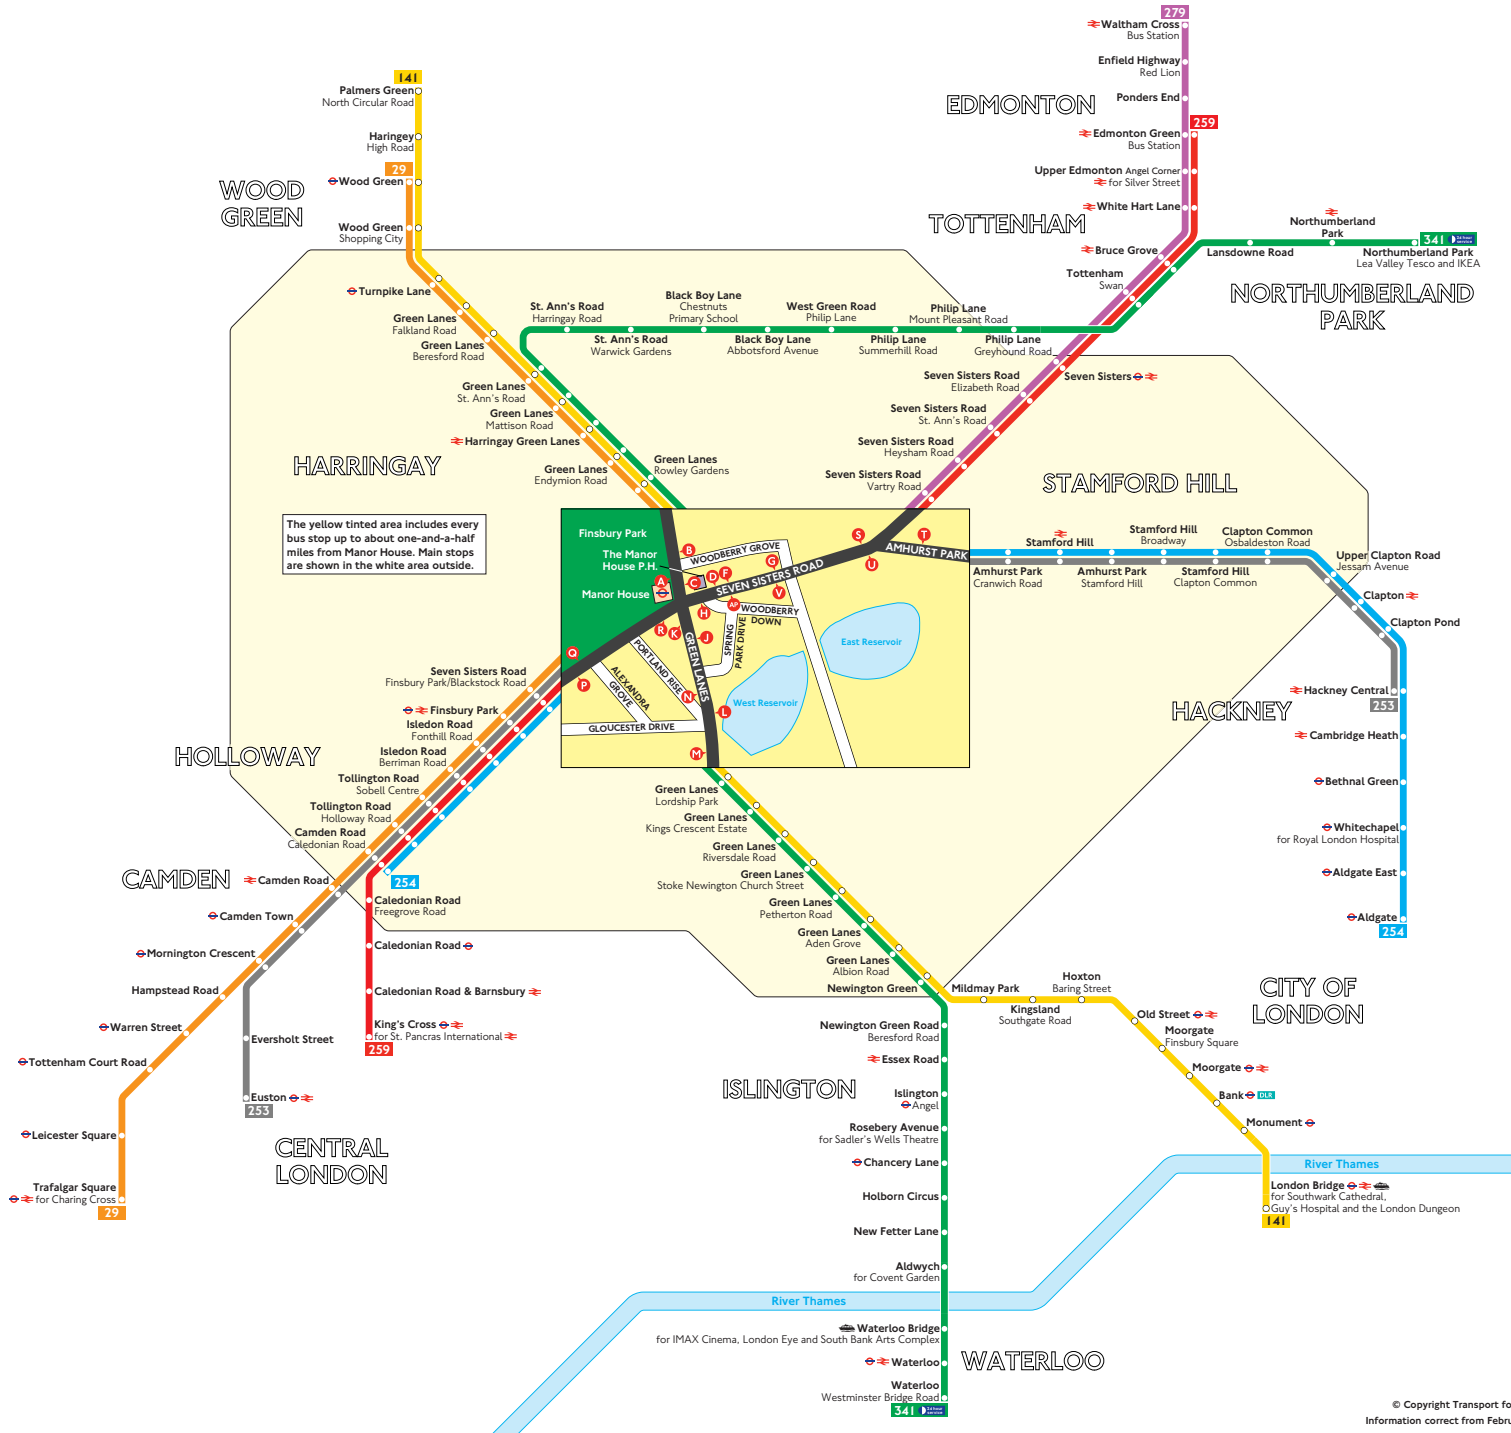 279
Waltham Cross
Bus Station
Enfield Highway
Red Lion
Ponders End
EDMONTON
259
Edmonton Green
Bus Station
Upper Edmonton Angel Corner
for Silver Street
White Hart Lane
TOTTENHAM
Bruce Grove
Tottenham
Swan
Lansdowne Road
Northumberland
Park
341 24 hour
service
Northumberland Park
Lea Valley Tesco and IKEA
NORTHUMBERLAND
PARK
141
Palmers Green
North Circular Road
Haringey
High Road
29
Wood Green
WOOD
GREEN
Wood Green
Shopping City
Turnpike Lane
Green Lanes
Falkland Road
Green Lanes
Beresford Road
Green Lanes
St. Ann's Road
Green Lanes
Mattison Road
Harringay Green Lanes
Green Lanes
Endymion Road
HARRINGAY
St. Ann's Road
Harringay Road
St. Ann's Road
Warwick Gardens
Black Boy Lane
Chestnuts
Primary School
Black Boy Lane
Abbotsford Avenue
West Green Road
Philip Lane
Philip Lane
Summerhill Road
Philip Lane
Mount Pleasant Road
Philip Lane
Greyhound Road
Green Lanes
Rowley Gardens
Seven Sisters
Seven Sisters Road
Elizabeth Road
Seven Sisters Road
St. Ann's Road
Seven Sisters Road
Heysham Road
Seven Sisters Road
Vartry Road
STAMFORD HILL
The yellow tinted area includes every
bus stop up to about one-and-a-half
miles from Manor House. Main stops
are shown in the white area outside.
Finsbury Park
The Manor
House P.H.
Manor House
A
B
C
D
F
G
H
J
K
L
M
N
P
Q
R
S
T
U
V
AP
WOODBERRY GROVE
SEVEN SISTERS ROAD
AMHURST PARK
WOODBERRY
DOWN
SPRING
PARK DRIVE
GREEN LANES
PORTLAND RISE
ALEXANDRA
GROVE
GLOUCESTER DRIVE
East Reservoir
West Reservoir
Stamford Hill
Stamford Hill
Broadway
Clapton Common
Osbaldeston Road
Amhurst Park
Cranwich Road
Amhurst Park
Stamford Hill
Stamford Hill
Clapton Common
Upper Clapton Road
Jessam Avenue
Clapton
Clapton Pond
Hackney Central
253
HACKNEY
Cambridge Heath
Bethnal Green
Whitechapel
for Royal London Hospital
Aldgate East
Aldgate
254
Seven Sisters Road
Finsbury Park/Blackstock Road
Finsbury Park
Isledon Road
Fonthill Road
Isledon Road
Berriman Road
Tollington Road
Sobell Centre
Tollington Road
Holloway Road
Camden Road
Caledonian Road
HOLLOWAY
CAMDEN
Camden Road
Camden Town
Mornington Crescent
Hampstead Road
Warren Street
Tottenham Court Road
Leicester Square
Trafalgar Square
for Charing Cross
29
254
Caledonian Road
Freegrove Road
Caledonian Road
Caledonian Road & Barnsbury
King's Cross
for St. Pancras International
259
Eversholt Street
Euston
253
CENTRAL
LONDON
Green Lanes
Lordship Park
Green Lanes
Kings Crescent Estate
Green Lanes
Riversdale Road
Green Lanes
Stoke Newington Church Street
Green Lanes
Petherton Road
Green Lanes
Aden Grove
Green Lanes
Albion Road
Newington Green
Newington Green Road
Beresford Road
Essex Road
ISLINGTON
Islington
Angel
Rosebery Avenue
for Sadler's Wells Theatre
Chancery Lane
Holborn Circus
New Fetter Lane
Aldwych
for Covent Garden
River Thames
Waterloo Bridge
for IMAX Cinema, London Eye and South Bank Arts Complex
Waterloo
WATERLOO
Waterloo
Westminster Bridge Road
341 24 hour
service
Mildmay Park
Kingsland
Southgate Road
Hoxton
Baring Street
Old Street
Moorgate
Finsbury Square
Moorgate
Bank DLR
Monument
CITY OF
LONDON
River Thames
London Bridge
for Southwark Cathedral,
Guy's Hospital and the London Dungeon
141
© Copyright Transport fo
Information correct from Febru